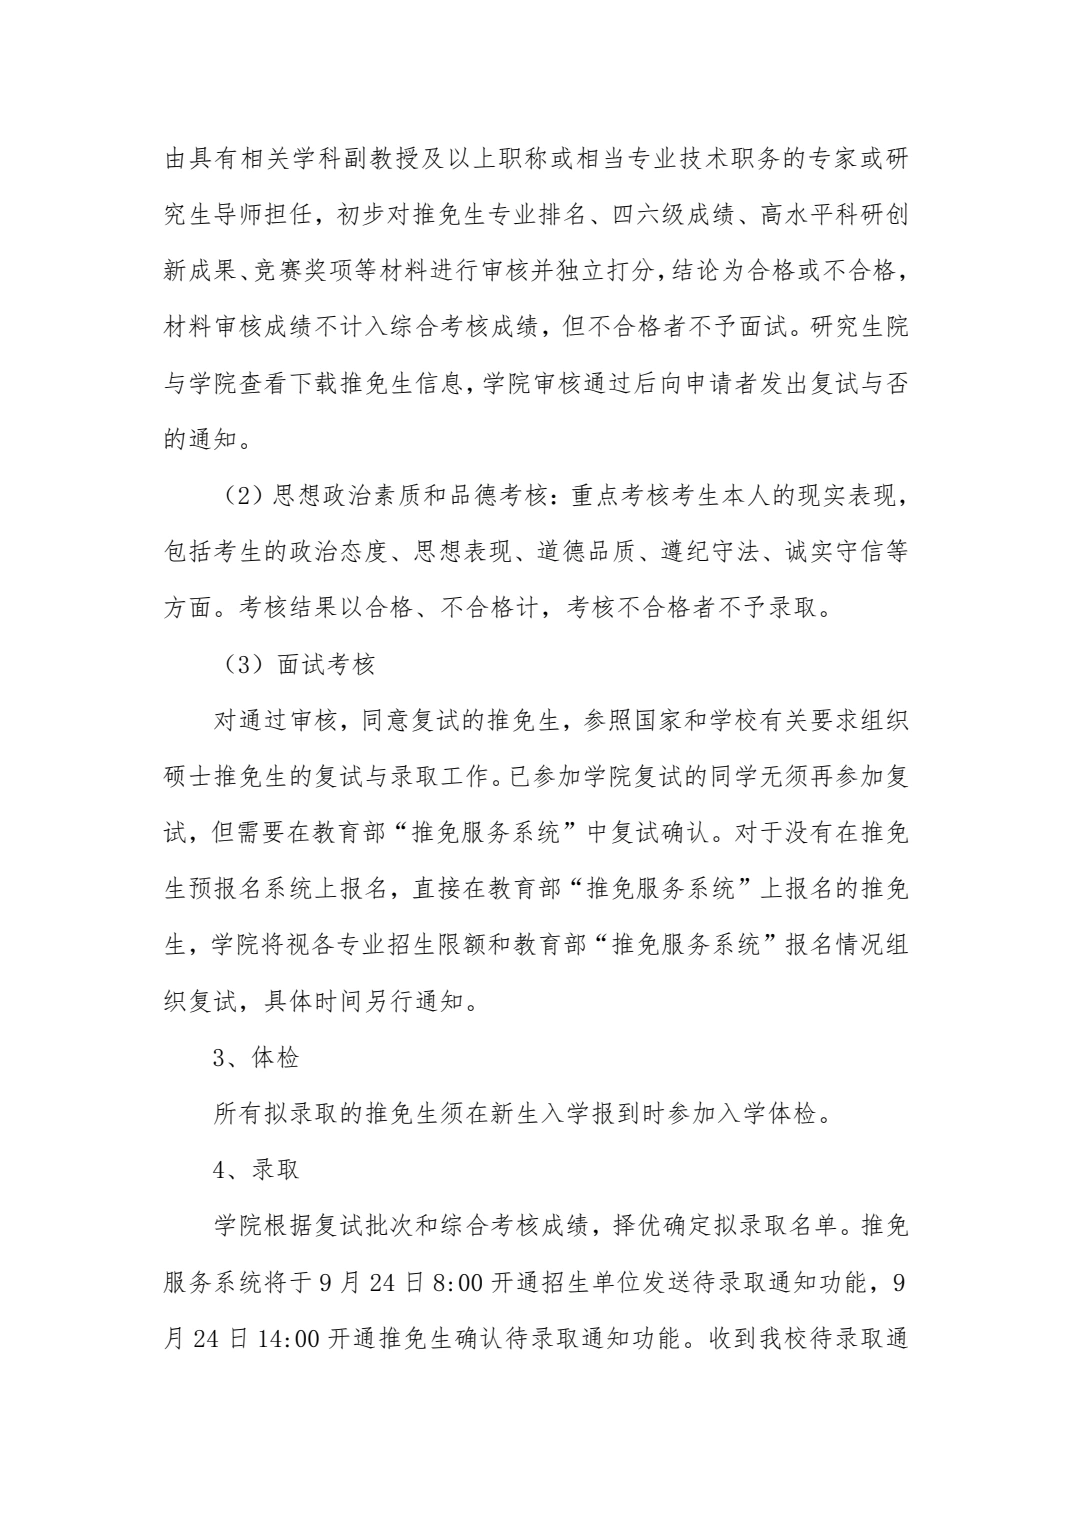 由具有相关学科副教授及以上职称或相当专业技术职务的专家或研
究生导师担任，初步对推免生专业排名、四六级成绩、高水平科研创
新成果、竞赛奖项等材料进行审核并独立打分，结论为合格或不合格，
材料审核成绩不计入综合考核成绩，但不合格者不予面试。研究生院
与学院查看下载推免生信息，学院审核通过后向申请者发出复试与否
的通知。
（2）思想政治素质和品德考核：重点考核考生本人的现实表现，
包括考生的政治态度、思想表现、道德品质、遵纪守法、诚实守信等
方面。考核结果以合格、不合格计，考核不合格者不予录取。
（3）面试考核
对通过审核，同意复试的推免生，参照国家和学校有关要求组织
硕士推免生的复试与录取工作。已参加学院复试的同学无须再参加复
试，但需要在教育部“推免服务系统”中复试确认。对于没有在推免
生预报名系统上报名，直接在教育部“推免服务系统”上报名的推免
生，学院将视各专业招生限额和教育部“推免服务系统”报名情况组
织复试，具体时间另行通知。
3、体检
所有拟录取的推免生须在新生入学报到时参加入学体检。
4、录取
学院根据复试批次和综合考核成绩，择优确定拟录取名单。推免
服务系统将于 9 月 24 日 8:00 开通招生单位发送待录取通知功能，9
月 24 日 14:00 开通推免生确认待录取通知功能。收到我校待录取通